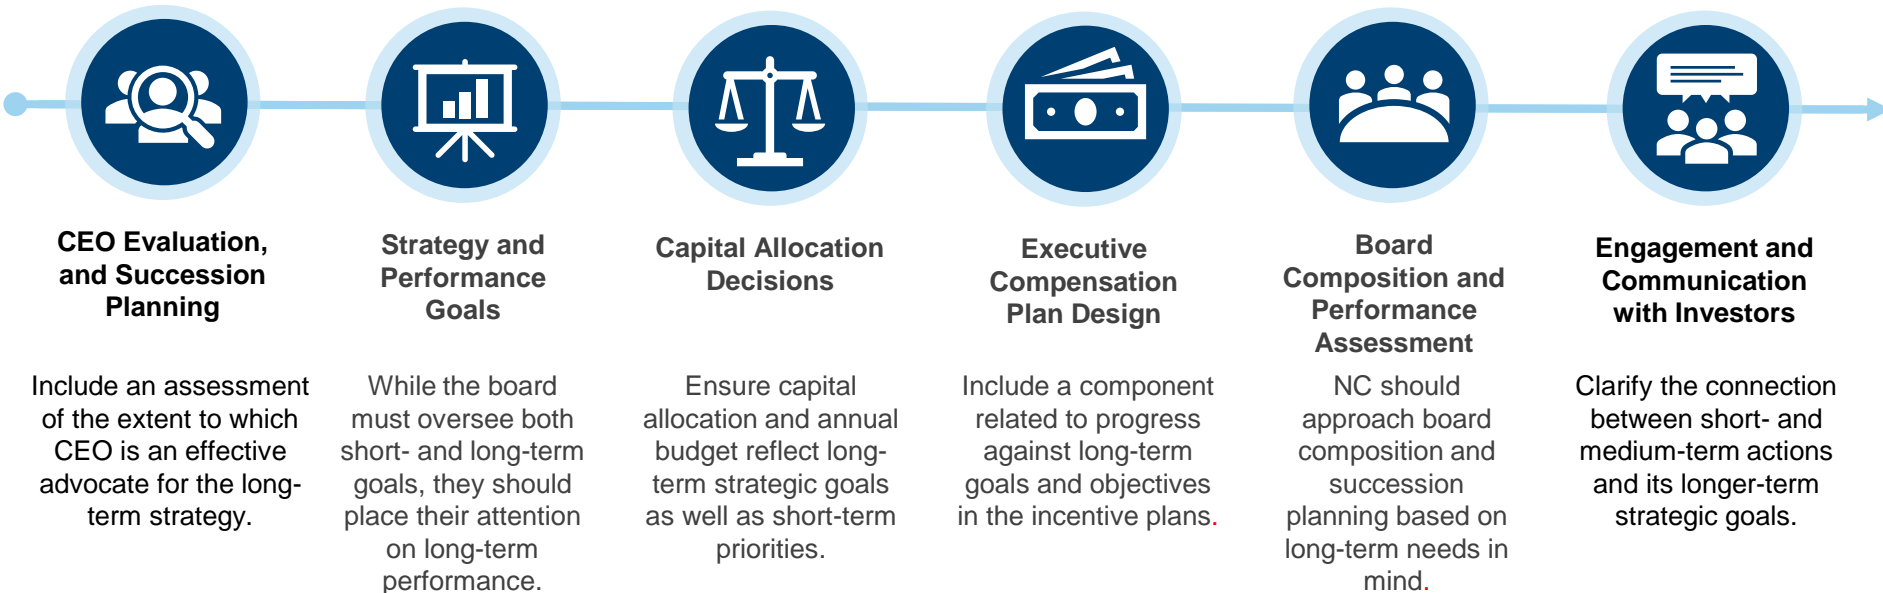 CEO Evaluation,
and Succession
Planning
Include an assessment
of the extent to which
CEO is an effective
advocate for the long-
term strategy.
Strategy and
Performance
Goals
While the board
must oversee both
short- and long-term
goals, they should
place their attention
on long-term
performance.
Capital Allocation
Decisions
Ensure capital
allocation and annual
budget reflect long-
term strategic goals
as well as short-term
priorities.
Executive
Compensation
Plan Design
Include a component
related to progress
against long-term
goals and objectives
in the incentive plans.
Board
Composition and
Performance
Assessment
NC should
approach board
composition and
succession
planning based on
long-term needs in
mind.
Engagement and
Communication
with Investors
Clarify the connection
between short- and
medium-term actions
and its longer-term
strategic goals.